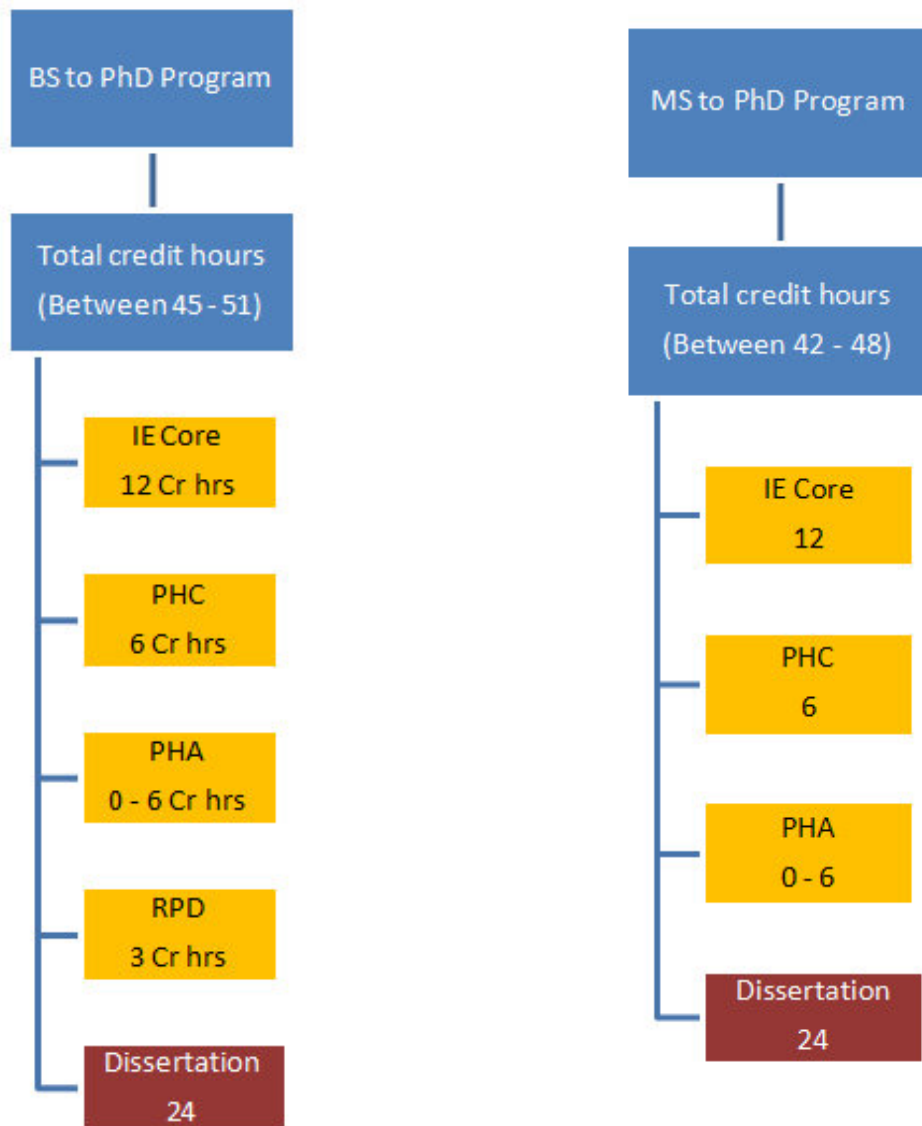 BS to PhD Program
Total credit hours
(Between 45 - 51)
IE Core
12 Cr hrs
PHC
6 Cr hrs
PHA
0 - 6 Cr hrs
RPD
3 Cr hrs
Dissertation
24
MS to PhD Program
Total credit hours
(Between 42 - 48)
IE Core
12
PHC
6
PHA
0 - 6
Dissertation
24